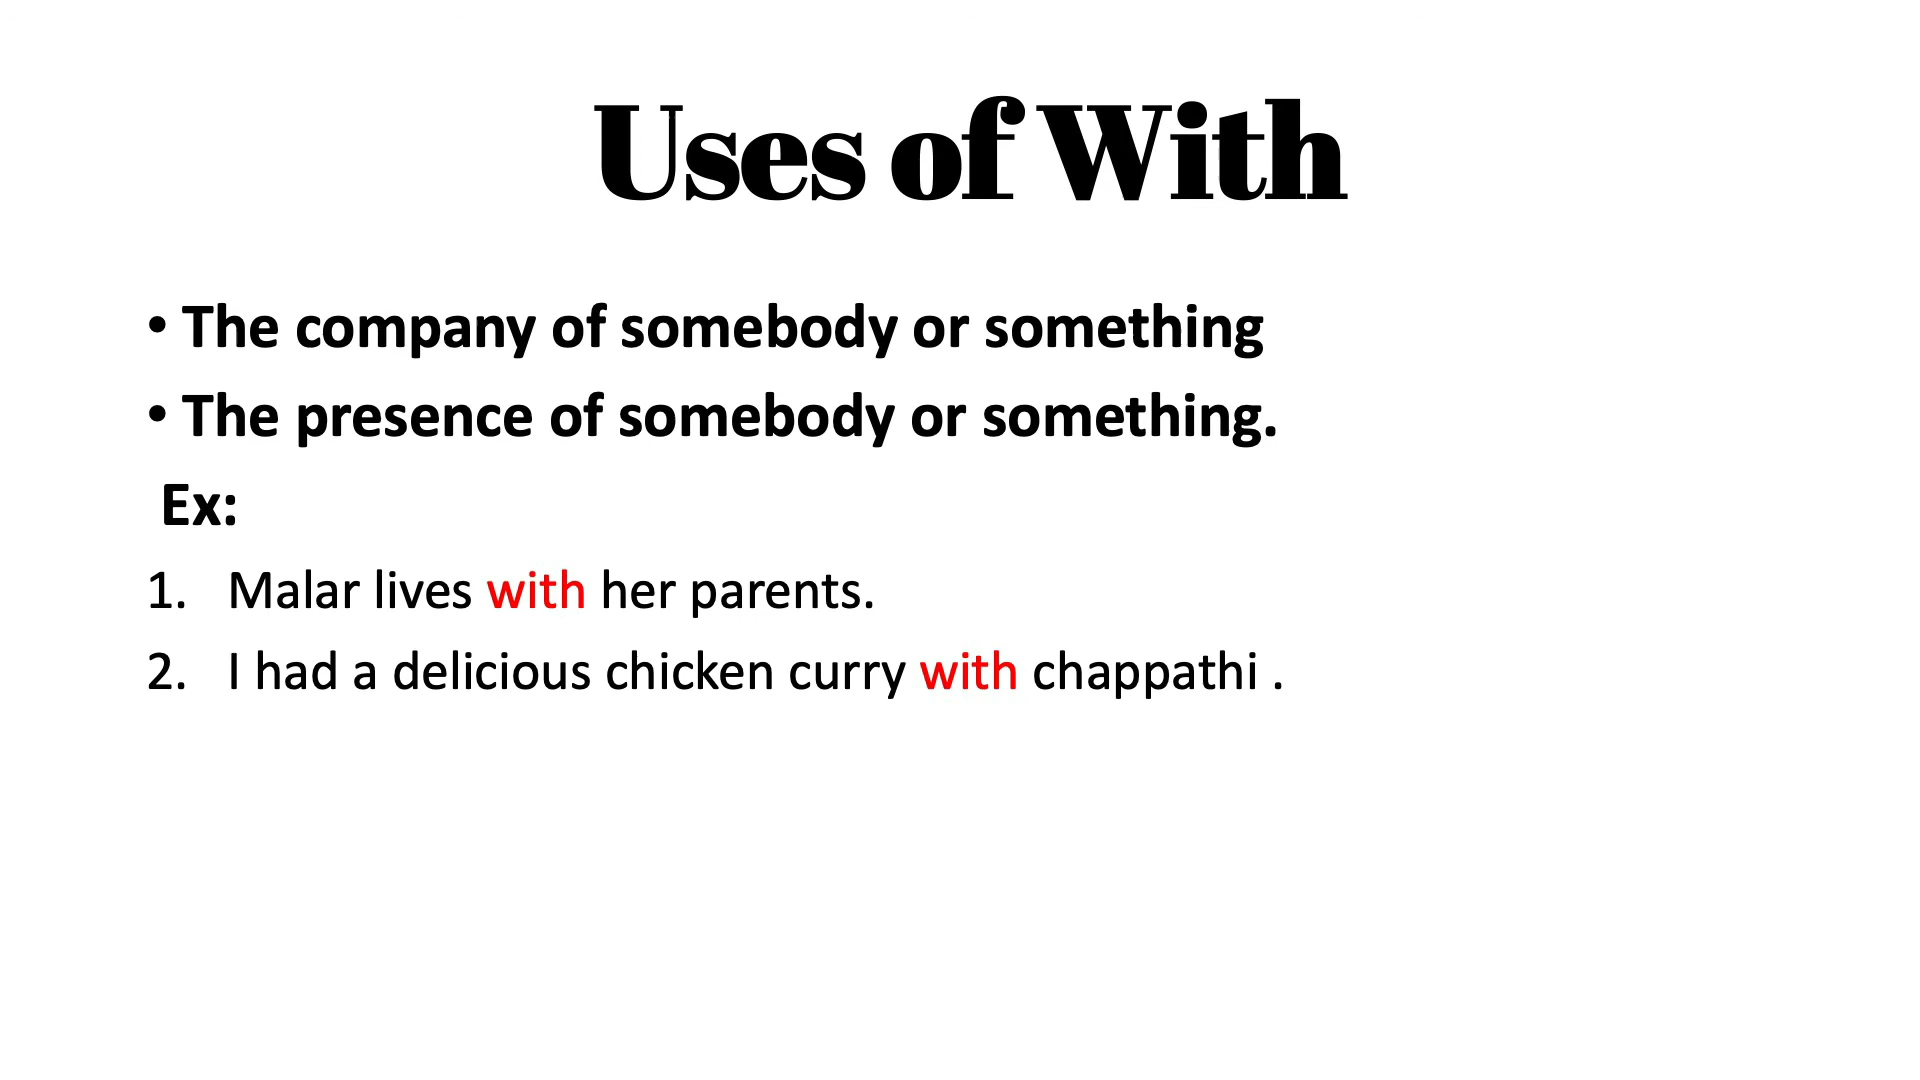 Uses of With
• The company of somebody or something
• The presence of somebody or something.
Ex:
1. Malar lives with her parents.
2. I had a delicious chicken curry with chappathi .